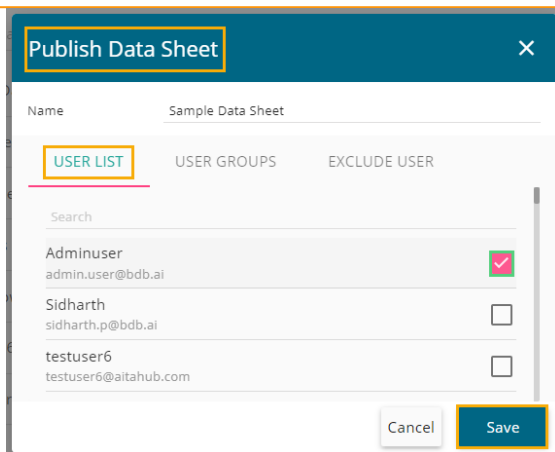 Publish Data Sheet
Name Sample Data Sheet
USER LIST USER GROUPS EXCLUDE USER
Search
Adminuser
admin.user@bdb.ai
Sidharth
sidharth.p@bdb.ai
testuser6
testuser6@aitahub.com
Cancel Save